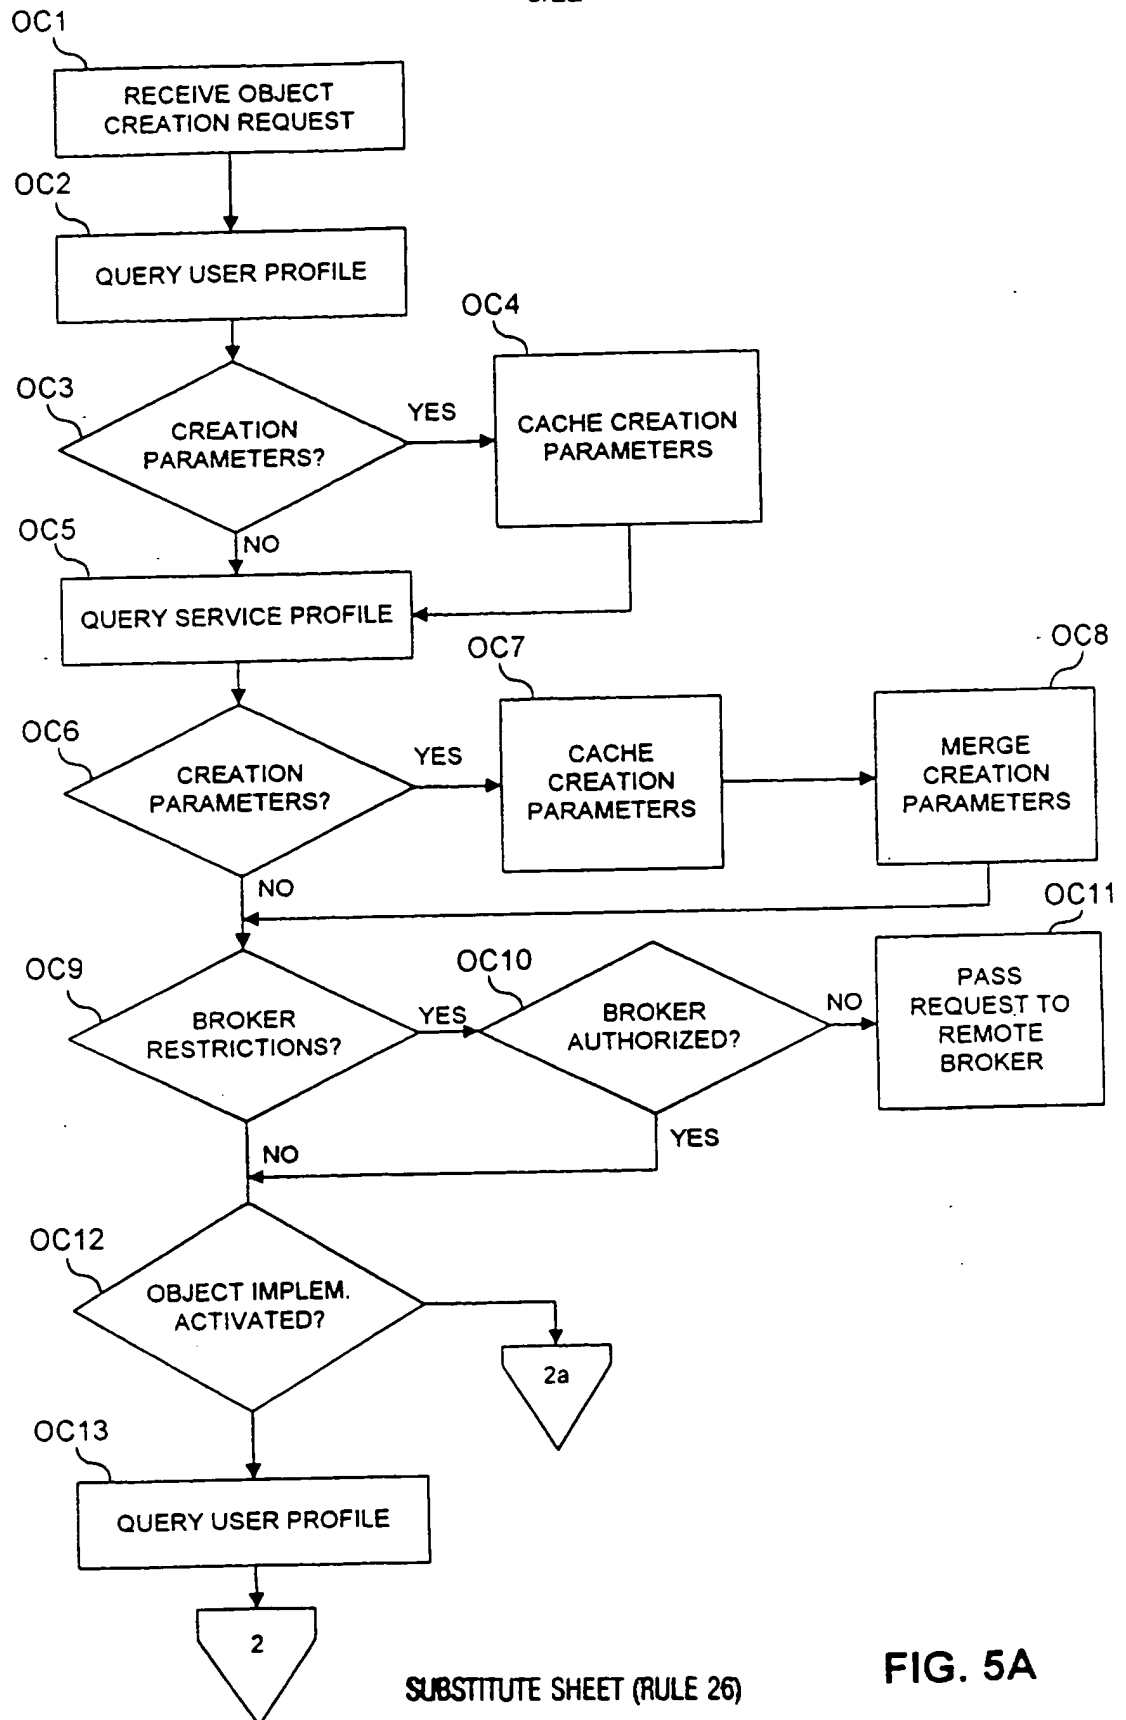 OC1
RECEIVE OBJECT
CREATION REQUEST
OC2
QUERY USER PROFILE
OC3
CREATION
PARAMETERS?
YES
OC4
CACHE CREATION
PARAMETERS
NO
OC5
QUERY SERVICE PROFILE
OC6
CREATION
PARAMETERS?
YES
OC7
CACHE
CREATION
PARAMETERS
OC8
MERGE
CREATION
PARAMETERS
NO
OC9
BROKER
RESTRICTIONS?
YES
OC10
BROKER
AUTHORIZED?
NO
OC11
PASS
REQUEST TO
REMOTE
BROKER
YES
NO
OC12
OBJECT IMPLEM.
ACTIVATED?
2a
OC13
QUERY USER PROFILE
2
SUBSTITUTE SHEET (RULE 26)
FIG. 5A